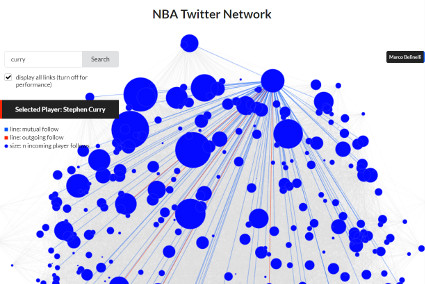 NBA Twitter Network
curry
Search
display all links (turn off for
performance)
Marco Belinelli
Selected Player: Stephen Curry
line: mutual follow
line: outgoing follow
size: n incoming player follows